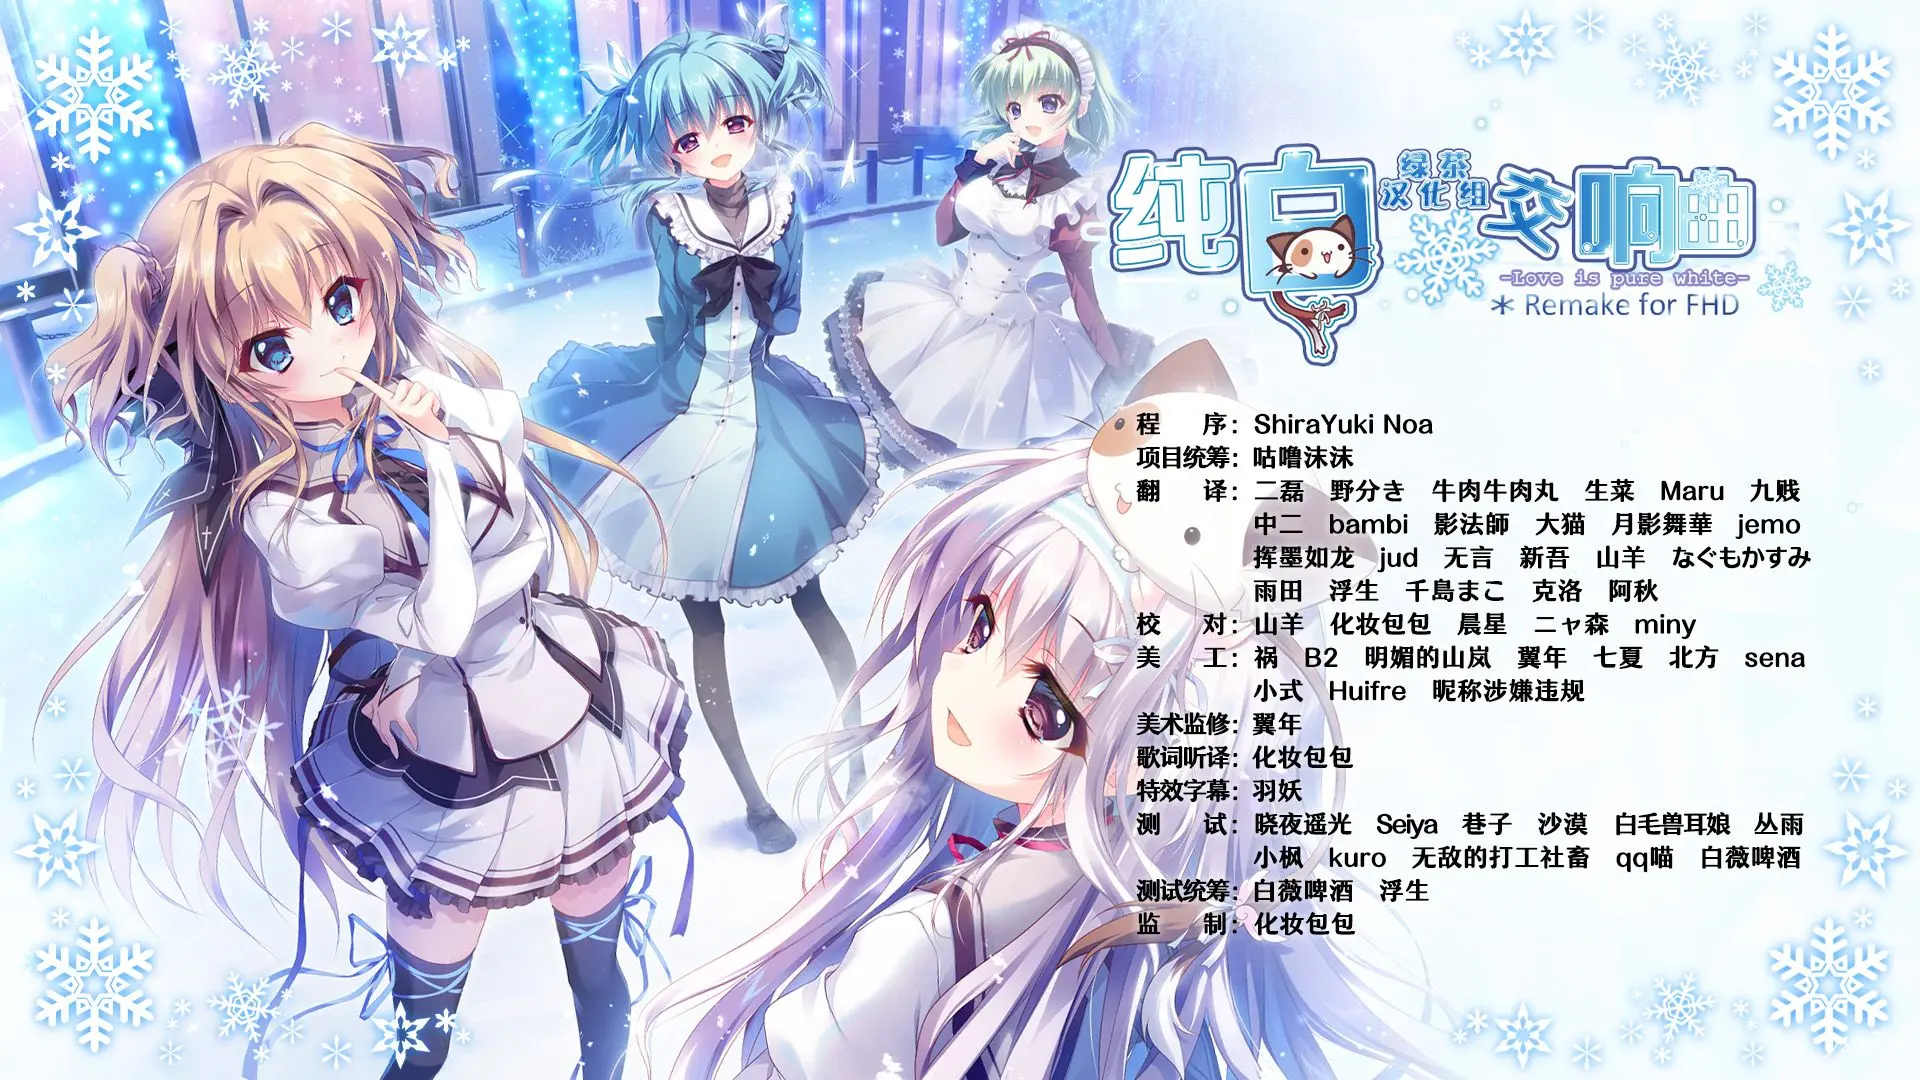 纯白交响曲
绿茶
汉化组
-Love is pure white-
* Remake for FHD
程 序：ShiraYuki Noa
项目统筹：咕噜沫沫
翻 译：二磊 野分き 牛肉牛肉丸 生菜 Maru 九贱
中二 bambi 影法師 大猫 月影舞華 jemo
挥墨如龙 jud 无言 新吾 山羊 なぐもかすみ
雨田 浮生 千島まこ 克洛 阿秋
校 对：山羊 化妆包包 晨星 ニャ森 miny
美 工：祸 B2 明媚的山岚 翼年 七夏 北方 sena
小式 Huifre 昵称涉嫌违规
美术监修：翼年
歌词听译：化妆包包
特效字幕：羽妖
测 试：晓夜遥光 Seiya 巷子 沙漠 白毛兽耳娘 丛雨
小枫 kuro 无敌的打工社畜 qq喵 白薇啤酒
测试统筹：白薇啤酒 浮生
监 制：化妆包包